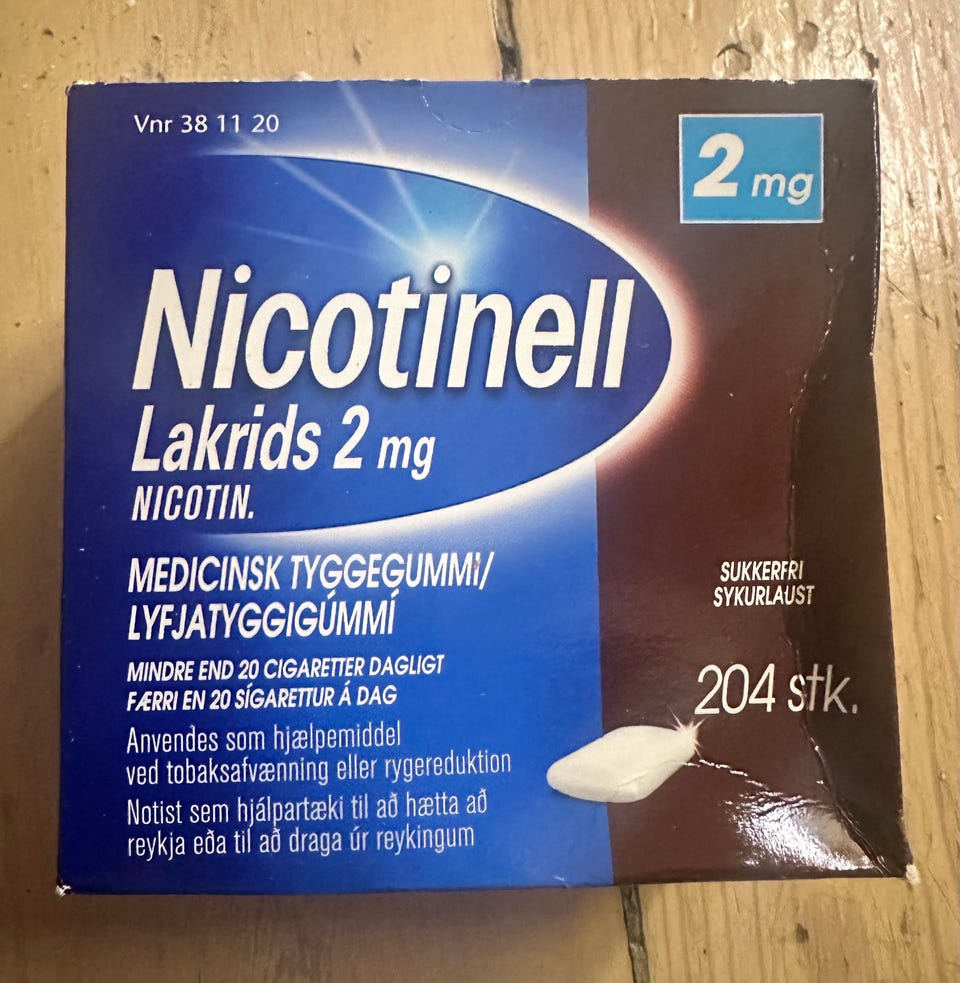 Vnr 38 11 20
2 mg
Nicotinell
Lakrids 2 mg
NICOTIN.
MEDICINSK TYGGEGUMMI/
LYFJATYGGIGÚMMÍ
MINDRE END 20 CIGARETTER DAGLIGT
FÆRRI EN 20 SÍGARETTUR Á DAG
Anvendes som hjælpemiddel
ved tobaksafvænning eller rygereduktion
Notist sem hjálpartæki til að hætta að
reykja eða til að draga úr reykingum
SUKKERFRI
SYKURLAUST
204 stk.